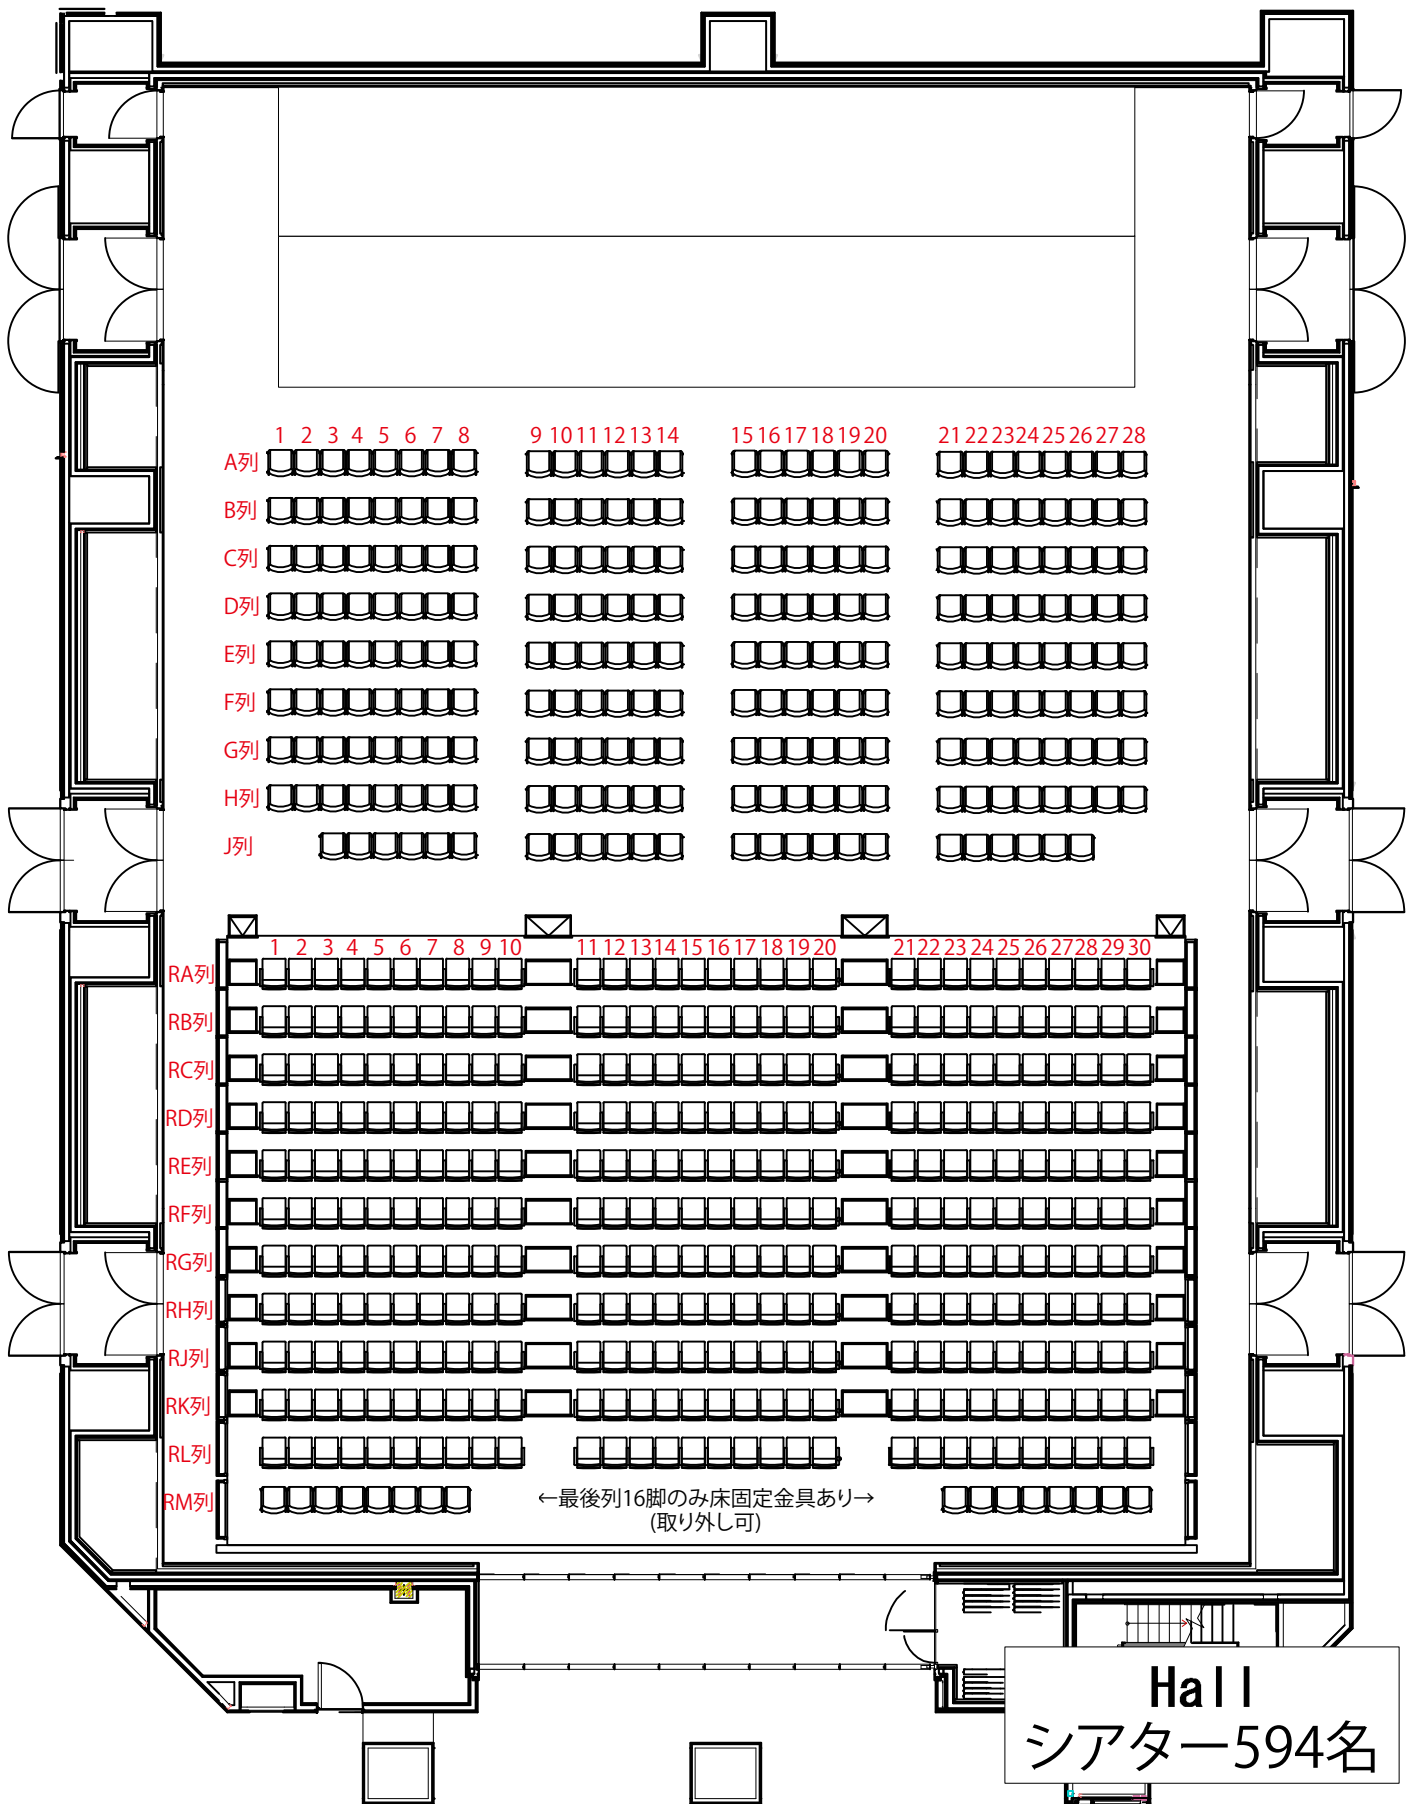 1 2 3 4 5 6 7 8 9 10 11 12 13 14 15 16 17 18 19 20 21 22 23 24 25 26 27 28
A列
B列
C列
D列
E列
F列
G列
H列
J列
1 2 3 4 5 6 7 8 9 10 11 12 13 14 15 16 17 18 19 20 21 22 23 24 25 26 27 28 29 30
RA列
RB列
RC列
RD列
RE列
RF列
RG列
RH列
RJ列
RK列
RL列
RM列
←最後列16脚のみ床固定金具あり→
(取り外し可)
Hall
シアター594名